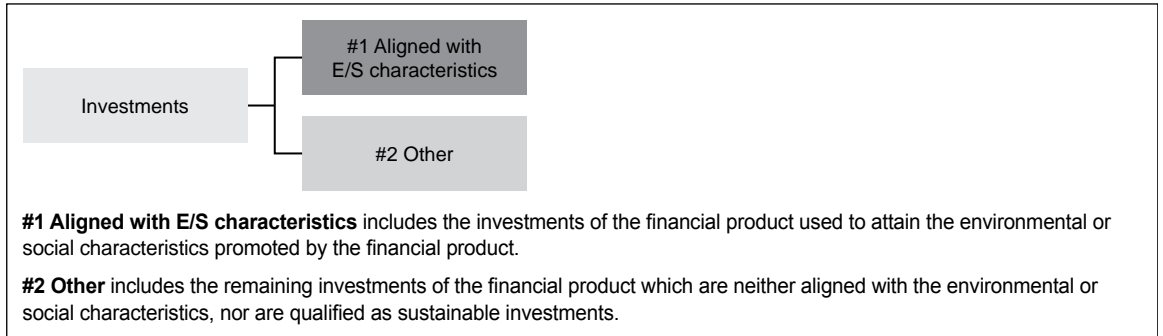 #1 Aligned with
E/S characteristics
Investments
#2 Other
#1 Aligned with E/S characteristics includes the investments of the financial product used to attain the environmental or
social characteristics promoted by the financial product.
#2 Other includes the remaining investments of the financial product which are neither aligned with the environmental or
social characteristics, nor are qualified as sustainable investments.